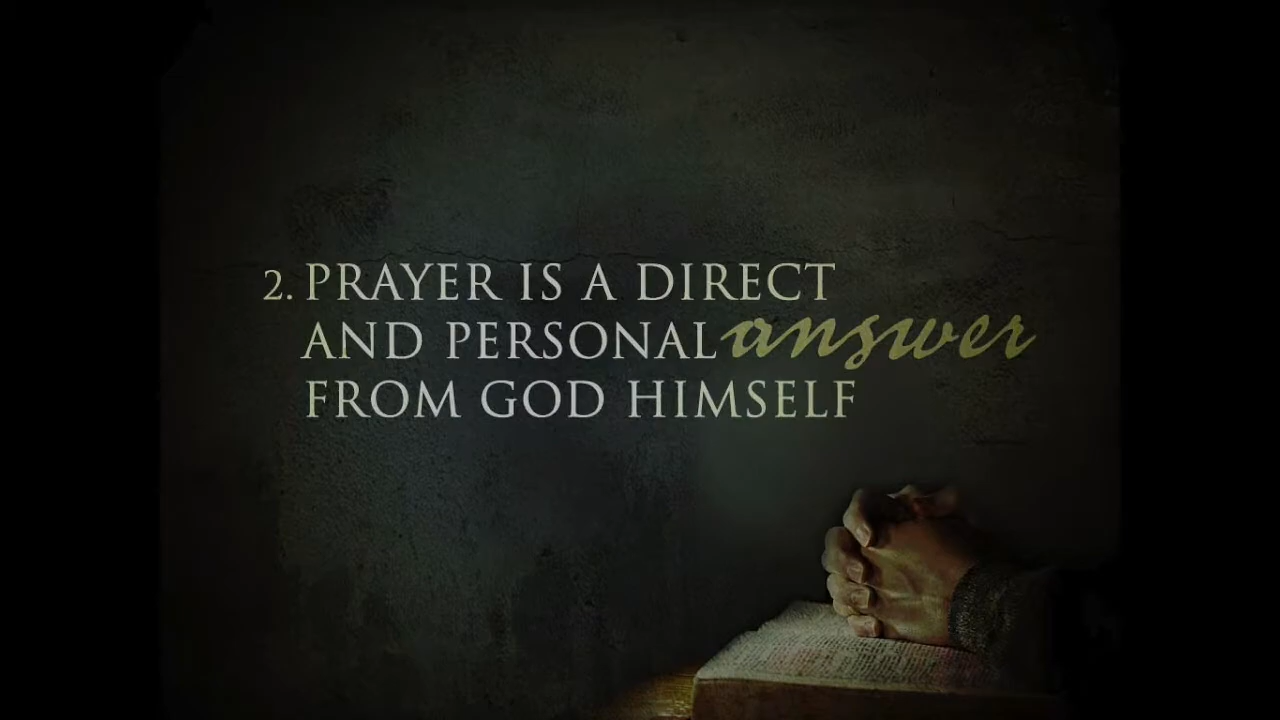 2. PRAYER IS A DIRECT
AND PERSONAL answer
FROM GOD HIMSELF